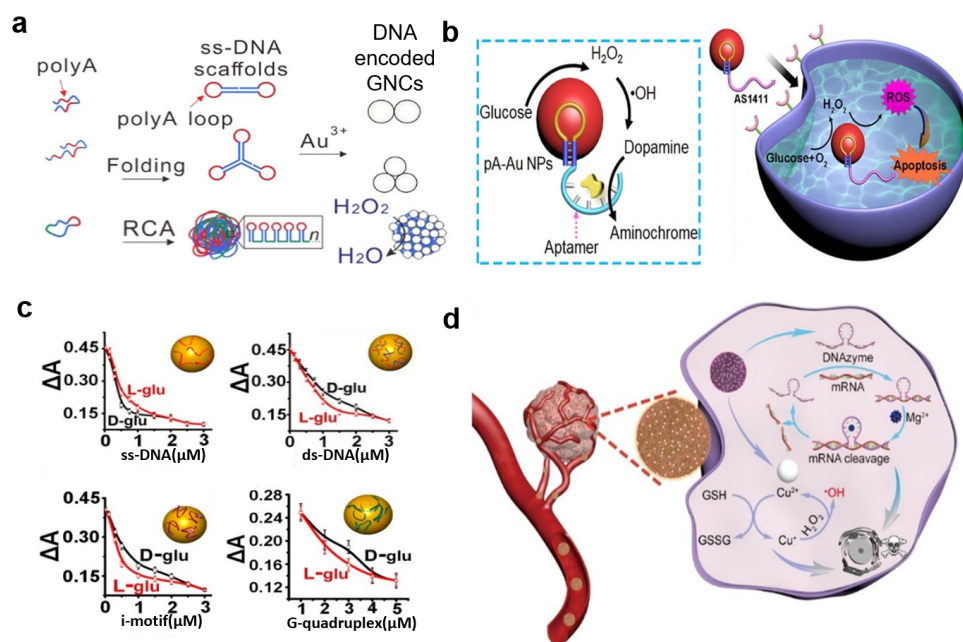 a
polyA
ss-DNA
scaffolds
DNA
encoded
GNCs
polyA loop
Folding
Au3+
RCA
n
H2O2
H2O
b
H2O2
Glucose
•OH
pA-Au NPs
Dopamine
Aptamer
Aminochrome
AS1411
H2O2
ROS
Glucose+O2
Apoptosis
c
ΔA
0.45
0.30
0.15
L-glu
D-glu
0 1 2 3
ss-DNA(μM)
ΔA
0.45
0.30
0.15
D-glu
L-glu
0 1 2 3
ds-DNA(μM)
ΔA
0.45
0.30
0.15
D-glu
L-glu
0 1 2 3
i-motif(μM)
ΔA
0.28
0.24
0.20
0.16
0.12
D-glu
L-glu
1 2 3 4 5
G-quadruplex(μM)
d
DNAzyme
mRNA
Mg2+
mRNA cleavage
GSH
Cu2+
•OH
H2O2
GSSG
Cu+